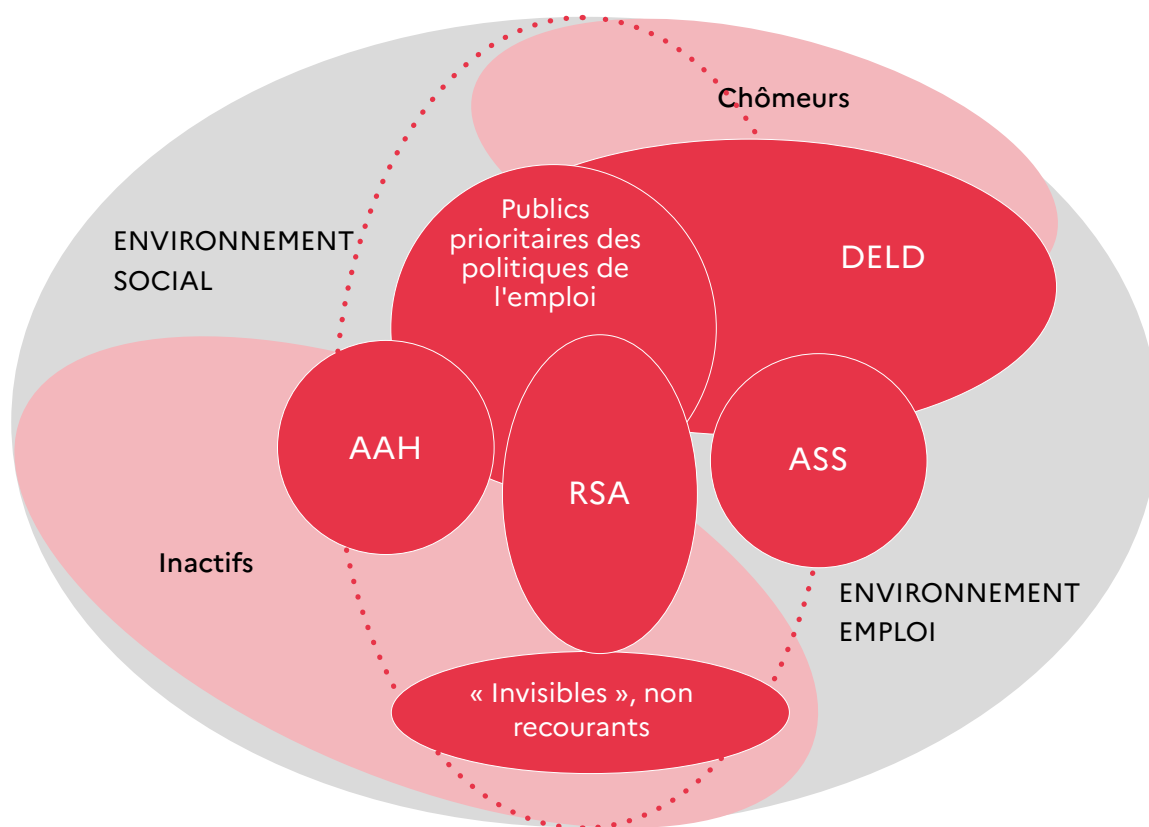 Chômeurs
Publics
prioritaires des
politiques de
l'emploi
ENVIRONNEMENT
SOCIAL
DELD
AAH
ASS
RSA
Inactifs
ENVIRONNEMENT
EMPLOI
« Invisibles », non
recourants